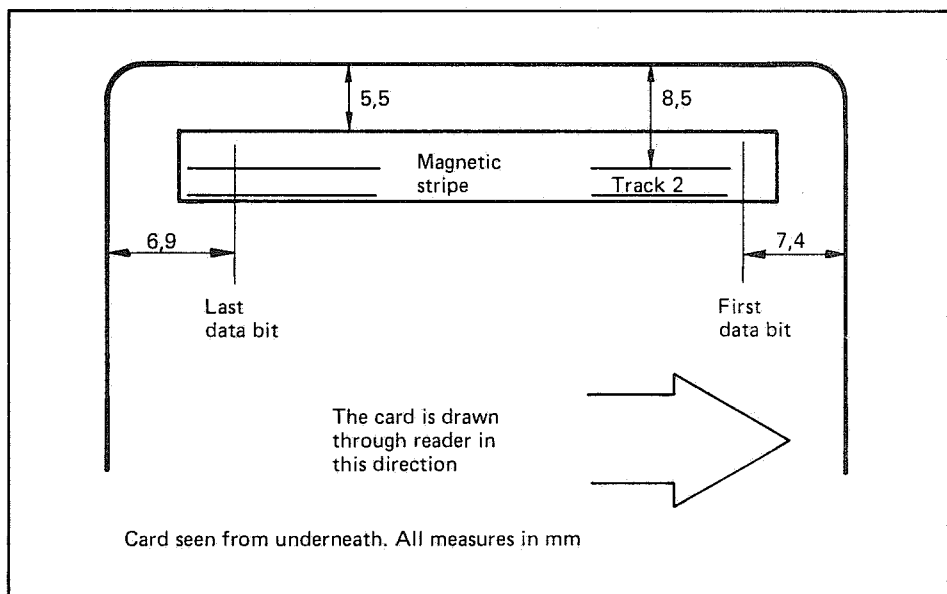 5,5
8,5
Magnetic
stripe
Track 2
6,9
7,4
Last
data bit
First
data bit
The card is drawn
through reader in
this direction
Card seen from underneath. All measures in mm